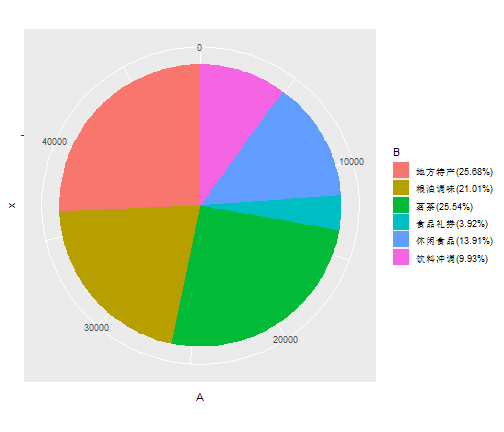 0
10000
20000
30000
40000
x
A
B
地方特产(25.68%)
粮油调味(21.01%)
茗茶(25.54%)
食品礼券(3.92%)
休闲食品(13.91%)
饮料冲调(9.93%)